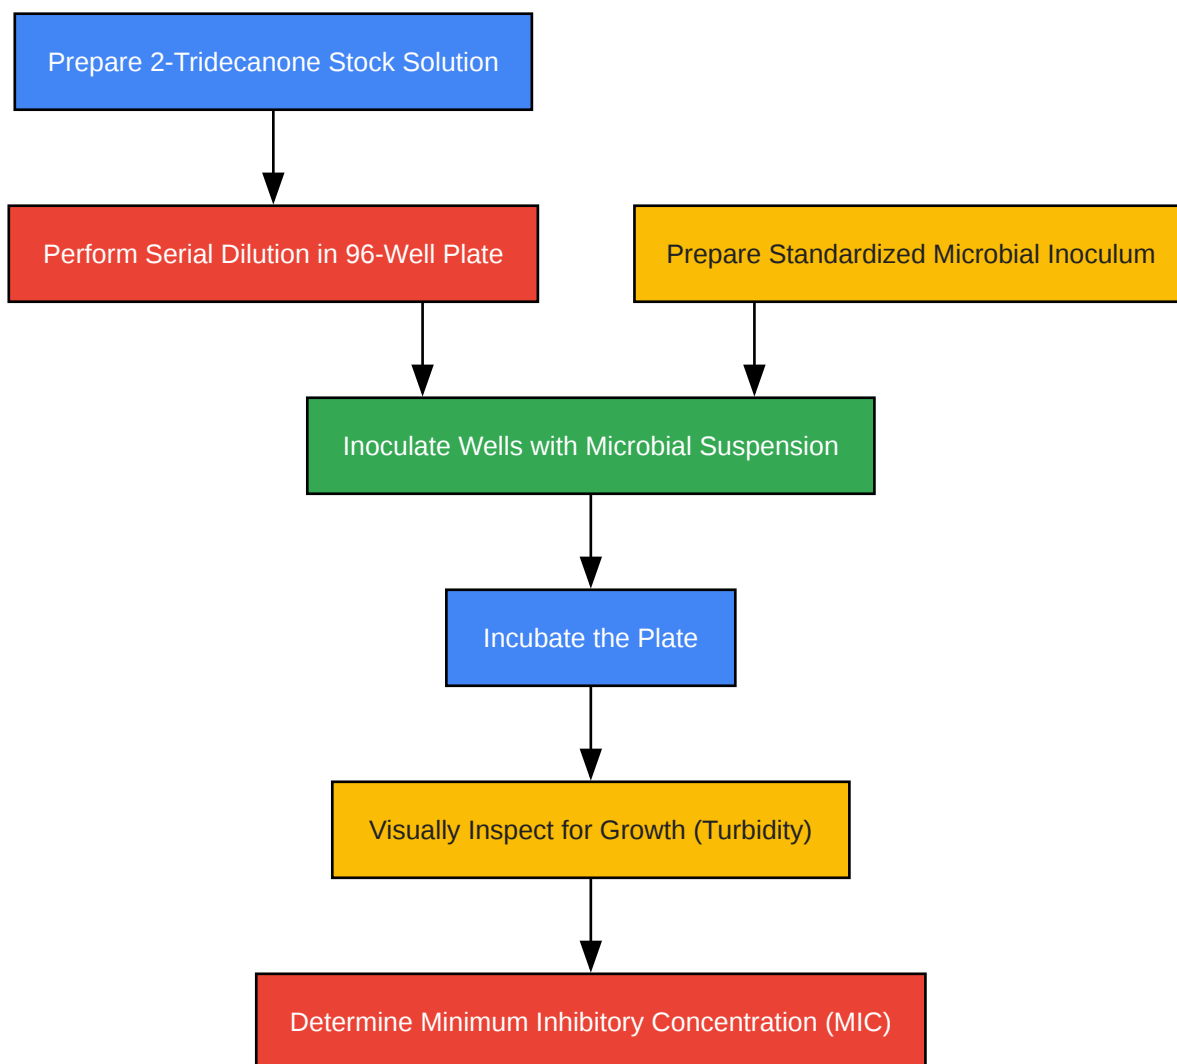 Prepare 2-Tridecanone Stock Solution
Perform Serial Dilution in 96-Well Plate
Prepare Standardized Microbial Inoculum
Inoculate Wells with Microbial Suspension
Incubate the Plate
Visually Inspect for Growth (Turbidity)
Determine Minimum Inhibitory Concentration (MIC)